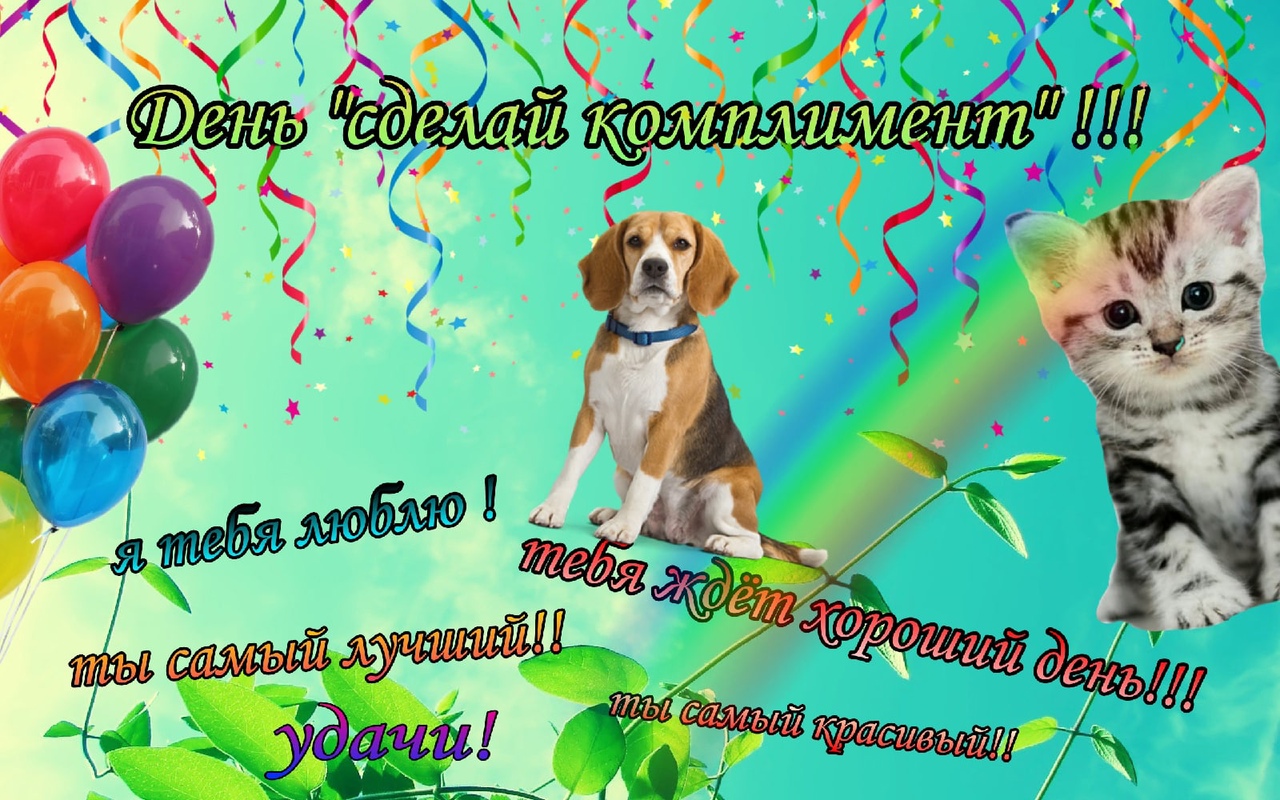 День "сделай комплимент" !!!
я тебя люблю !
тебя ждёт хороший день!!!
ты самый лучший!!
ты самый красивый!!
удачи!